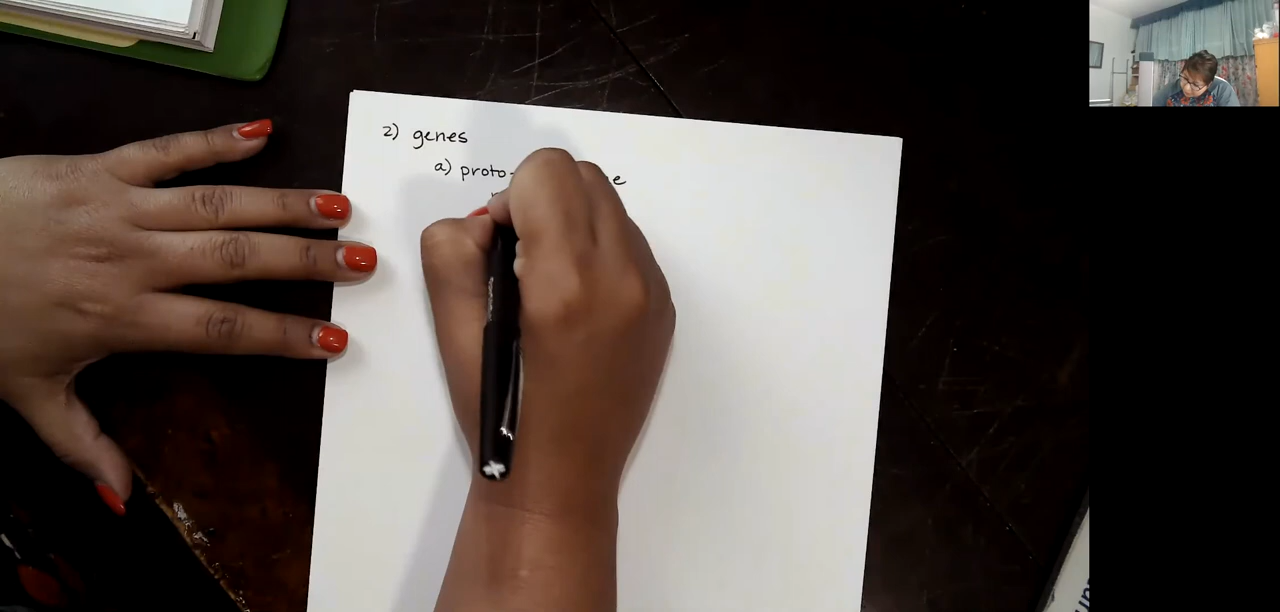 2) genes
a) proto-